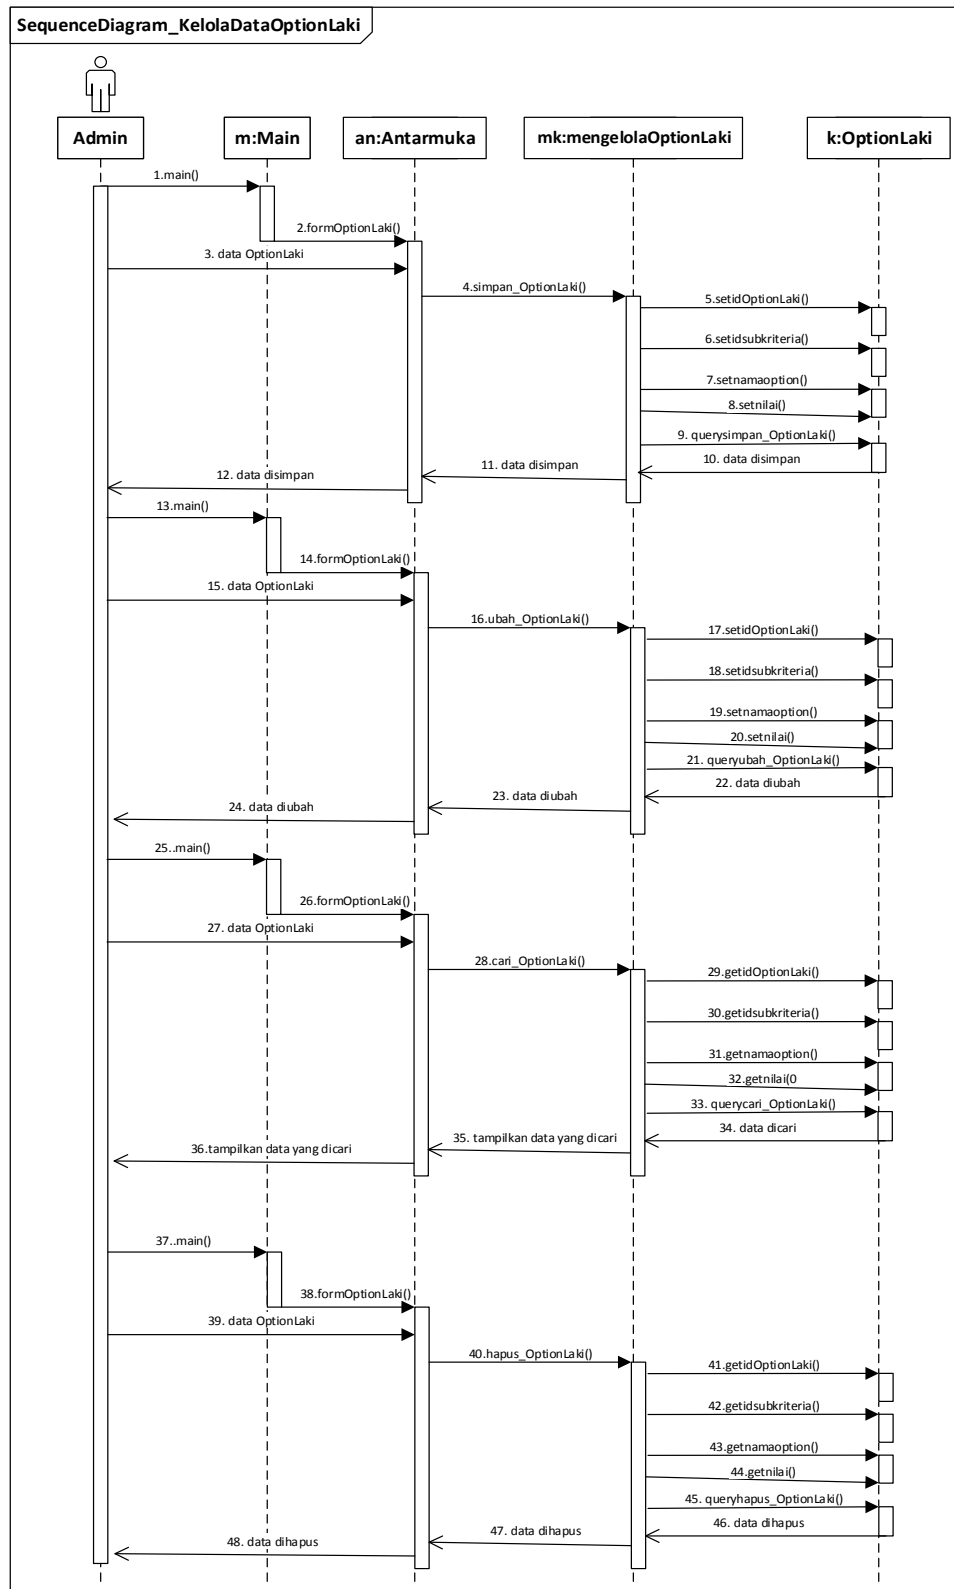 SequenceDiagram_KelolaDataOptionLaki
Admin
m:Main
an:Antarmuka
mk:mengelolaOptionLaki
k:OptionLaki
1.main()
2.formOptionLaki()
3. data OptionLaki
4.simpan_OptionLaki()
5.setidOptionLaki()
6.setidsubkriteria()
7.setnamaoption()
8.setnilai()
9. querysimpan_OptionLaki()
10. data disimpan
11. data disimpan
12. data disimpan
13.main()
14.formOptionLaki()
15. data OptionLaki
16.ubah_OptionLaki()
17.setidOptionLaki()
18.setidsubkriteria()
19.setnamaoption()
20.setnilai()
21. queryubah_OptionLaki()
22. data diubah
23. data diubah
24. data diubah
25..main()
26.formOptionLaki()
27. data OptionLaki
28.cari_OptionLaki()
29.getidOptionLaki()
30.getidsubkriteria()
31.getnamaoption()
32.getnilai(0
33. querycari_OptionLaki()
34. data dicari
35. tampilkan data yang dicari
36.tampilkan data yang dicari
37..main()
38.formOptionLaki()
39. data OptionLaki
40.hapus_OptionLaki()
41.getidOptionLaki()
42.getidsubkriteria()
43.getnamaoption()
44.getnilai()
45. queryhapus_OptionLaki()
46. data dihapus
47. data dihapus
48. data dihapus